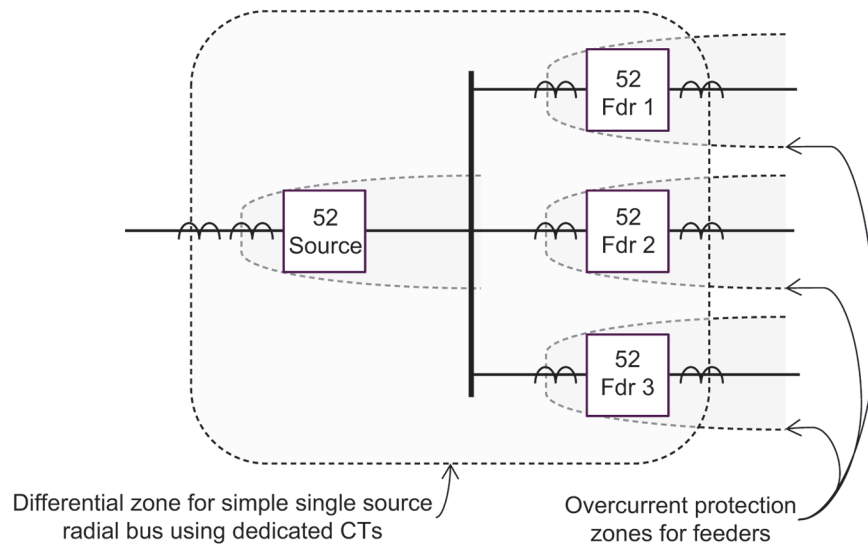 52
Fdr 1
52
Source
52
Fdr 2
52
Fdr 3
Differential zone for simple single source
radial bus using dedicated CTs
Overcurrent protection
zones for feeders